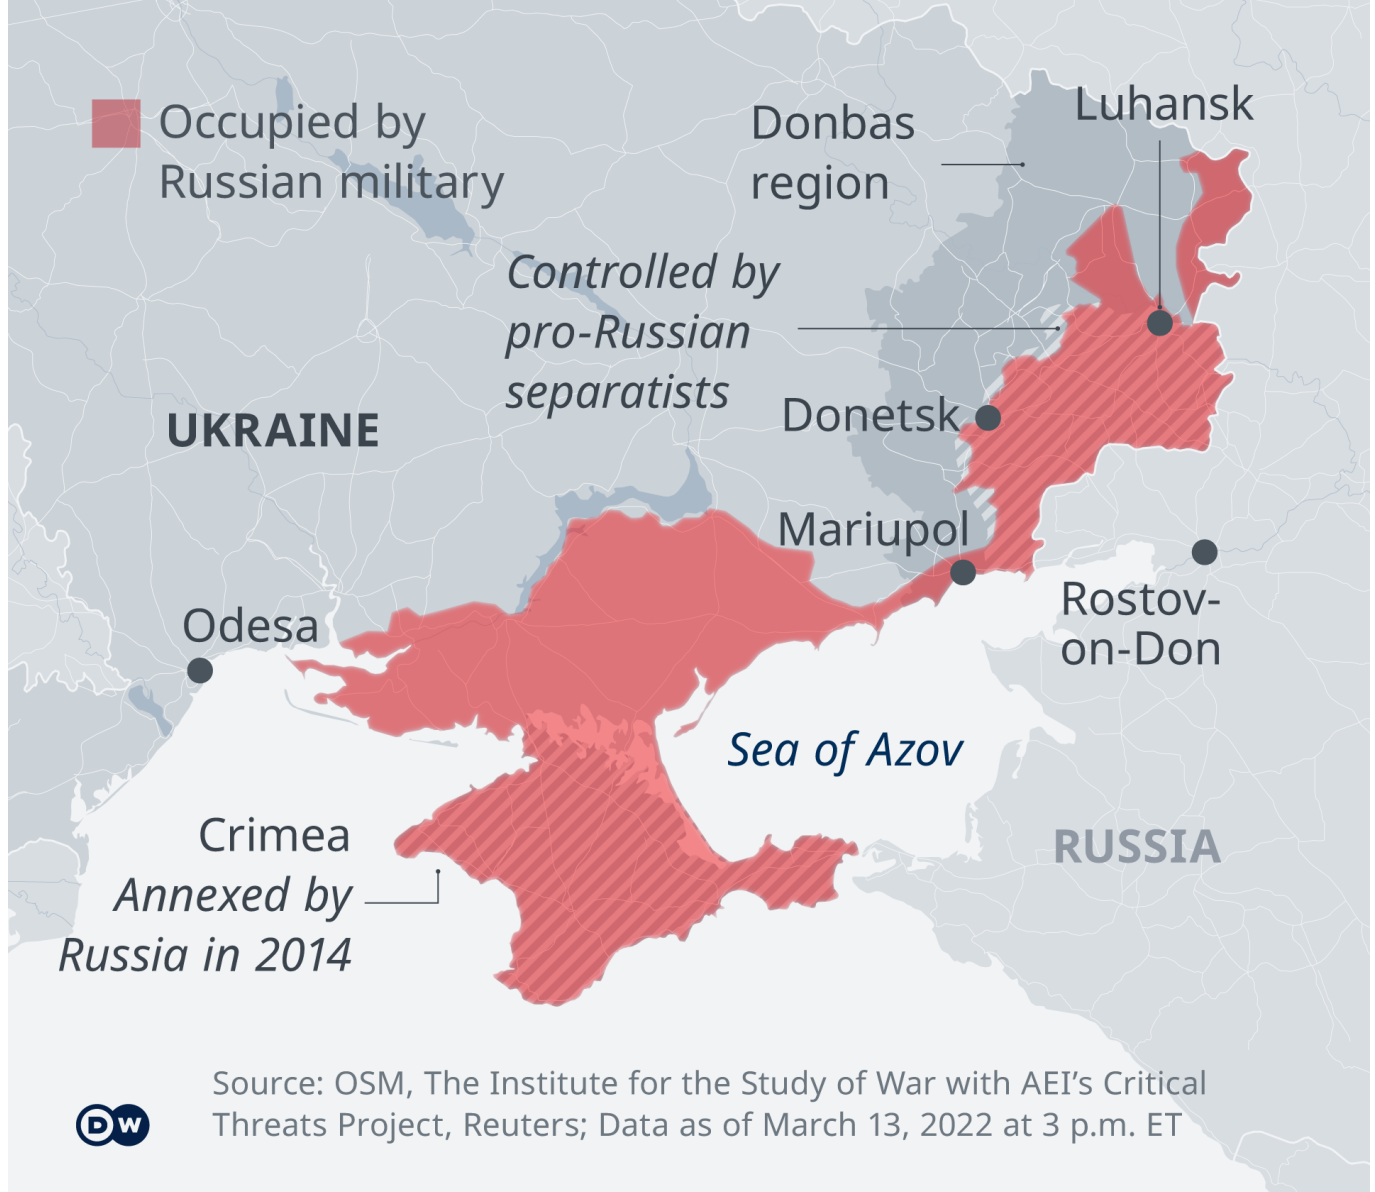 Occupied by
Russian military
Donbas
region
Luhansk
Controlled by
pro-Russian
separatists
UKRAINE
Donetsk
Mariupol
Odesa
Rostov-
on-Don
Sea of Azov
Crimea
Annexed by
Russia in 2014
RUSSIA
Source: OSM, The Institute for the Study of War with AEI’s Critical
Threats Project, Reuters; Data as of March 13, 2022 at 3 p.m. ET
DW